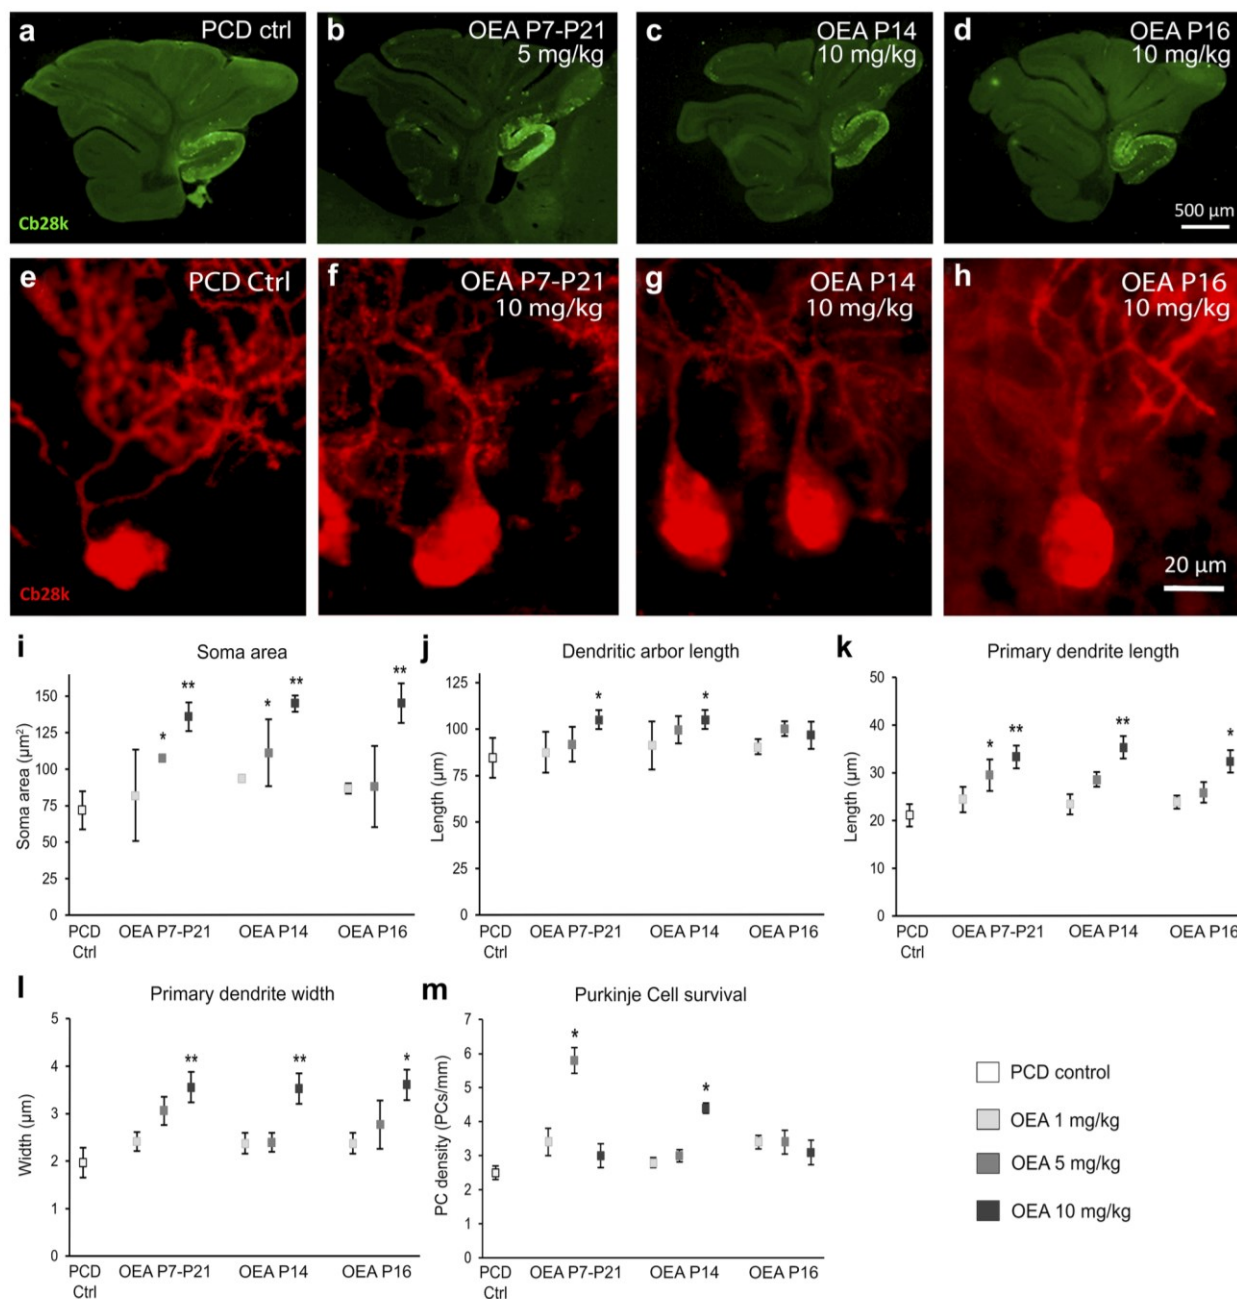 a PCD ctrl
b OEA P7-P21
5 mg/kg
c OEA P14
10 mg/kg
d OEA P16
10 mg/kg
Cb28k
500 µm
e PCD Ctrl
f OEA P7-P21
10 mg/kg
g OEA P14
10 mg/kg
h OEA P16
10 mg/kg
Cb28k
20 µm
i Soma area
Soma area (µm²)
150
125
100
75
50
25
0
** ** **
* *
PCD
Ctrl
OEA P7-P21 OEA P14 OEA P16
j Dendritic arbor length
Length (µm)
125
100
75
50
25
0
* *
PCD
Ctrl
OEA P7-P21 OEA P14 OEA P16
k Primary dendrite length
Length (µm)
50
40
30
20
10
0
* ** ** *
PCD
Ctrl
OEA P7-P21 OEA P14 OEA P16
l Primary dendrite width
Width (µm)
6
5
4
3
2
1
0
** ** *
PCD
Ctrl
OEA P7-P21 OEA P14 OEA P16
m Purkinje Cell survival
PC density (PCs/mm)
7
6
5
4
3
2
1
0
* *
PCD
Ctrl
OEA P7-P21 OEA P14 OEA P16
PCD control
OEA 1 mg/kg
OEA 5 mg/kg
OEA 10 mg/kg